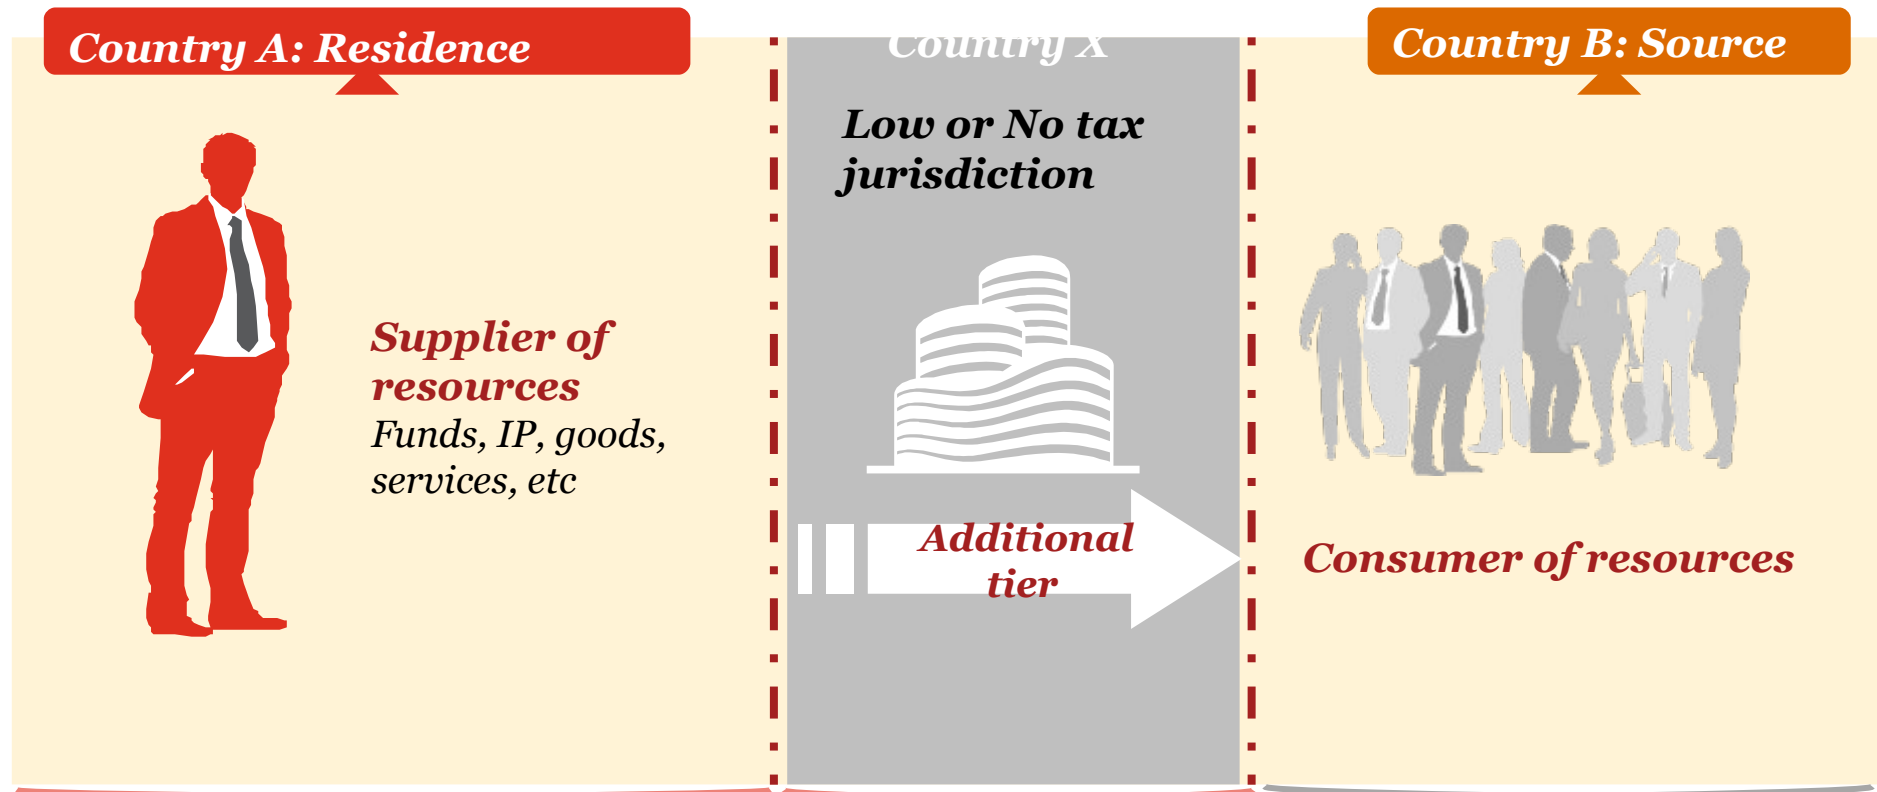 Country A: Residence
Country X
Country B: Source
Low or No tax
jurisdiction
Supplier of
resources
Funds, IP, goods,
services, etc
Additional
tier
Consumer of resources